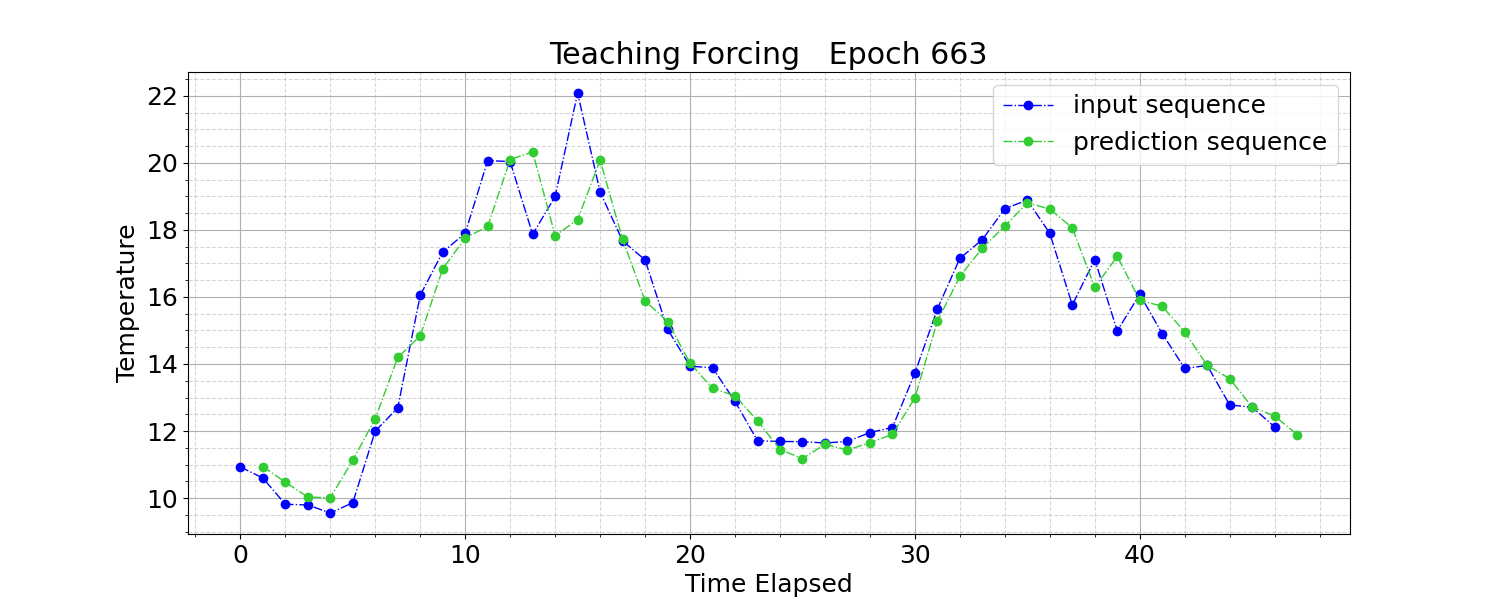 Teaching Forcing   Epoch 663
22
20
18
16
14
12
10
Temperature
input sequence
prediction sequence
0 10 20 30 40
Time Elapsed